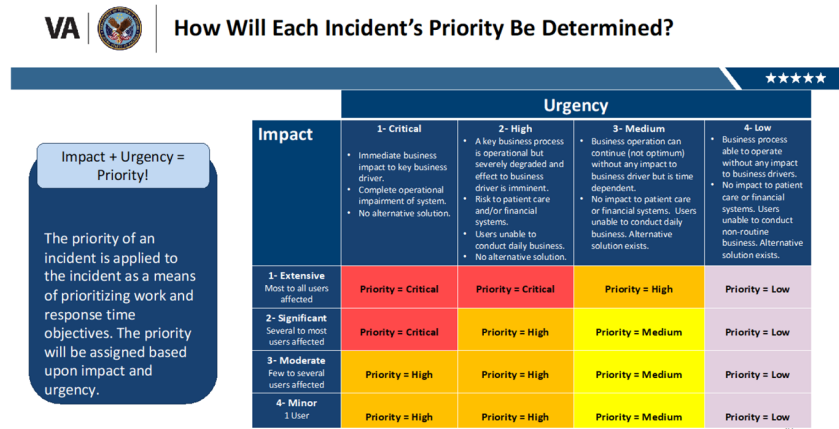 VA
How Will Each Incident's Priority Be Determined?
Impact + Urgency =
Priority!
The priority of an
incident is applied to
the incident as a means
of prioritizing work and
response time
objectives. The priority
will be assigned based
upon impact and
urgency.
Urgency
Impact
1- Critical
• Immediate business
impact to key business
driver.
• Complete operational
impairment of system.
• No alternative solution.
2- High
• A key business process
is operational but
severely degraded and
effect to business
driver is imminent.
• Risk to patient care
and/or financial
systems.
• Users unable to
conduct daily business.
• No alternative solution.
3- Medium
• Business operation can
continue (not optimum)
without any impact to
business driver but is time
dependent.
• No impact to patient care
or financial systems. Users
unable to conduct daily
business. Alternative
solution exists.
4- Low
• Business process
able to operate
without any impact
to business drivers.
• No impact to patient
care or financial
systems. Users
unable to conduct
non-routine
business. Alternative
solution exists.
1- Extensive
Most to all users
affected
Priority = Critical
Priority = Critical
Priority = High
Priority = Low
2- Significant
Several to most
users affected
Priority = Critical
Priority = High
Priority = Medium
Priority = Low
3- Moderate
Few to several
users affected
Priority = High
Priority = High
Priority = Medium
Priority = Low
4- Minor
1 User
Priority = High
Priority = High
Priority = Medium
Priority = Low